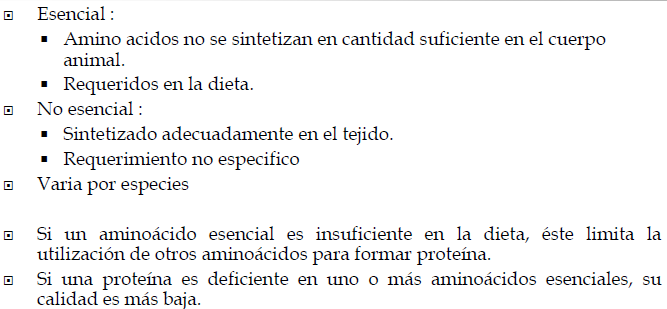 Esencial :
Amino acidos no se sintetizan en cantidad suficiente en el cuerpo
animal.
Requeridos en la dieta.
No esencial :
Sintetizado adecuadamente en el tejido.
Requerimiento no especifico
Varia por especies
Si un aminoácido esencial es insuficiente en la dieta, éste limita la
utilización de otros aminoácidos para formar proteína.
Si una proteína es deficiente en uno o más aminoácidos esenciales, su
calidad es más baja.